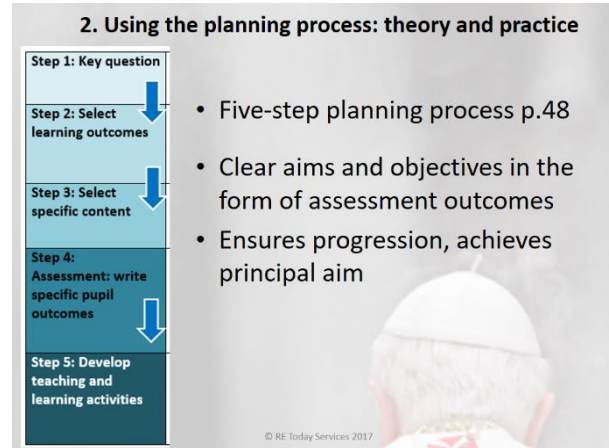 2. Using the planning process: theory and practice
Step 1: Key question
Step 2: Select
learning outcomes
Step 3: Select
specific content
Step 4:
Assessment: write
specific pupil
outcomes
Step 5: Develop
teaching and
learning activities
• Five-step planning process p.48
• Clear aims and objectives in the
form of assessment outcomes
• Ensures progression, achieves
principal aim
© RE Today Services 2017